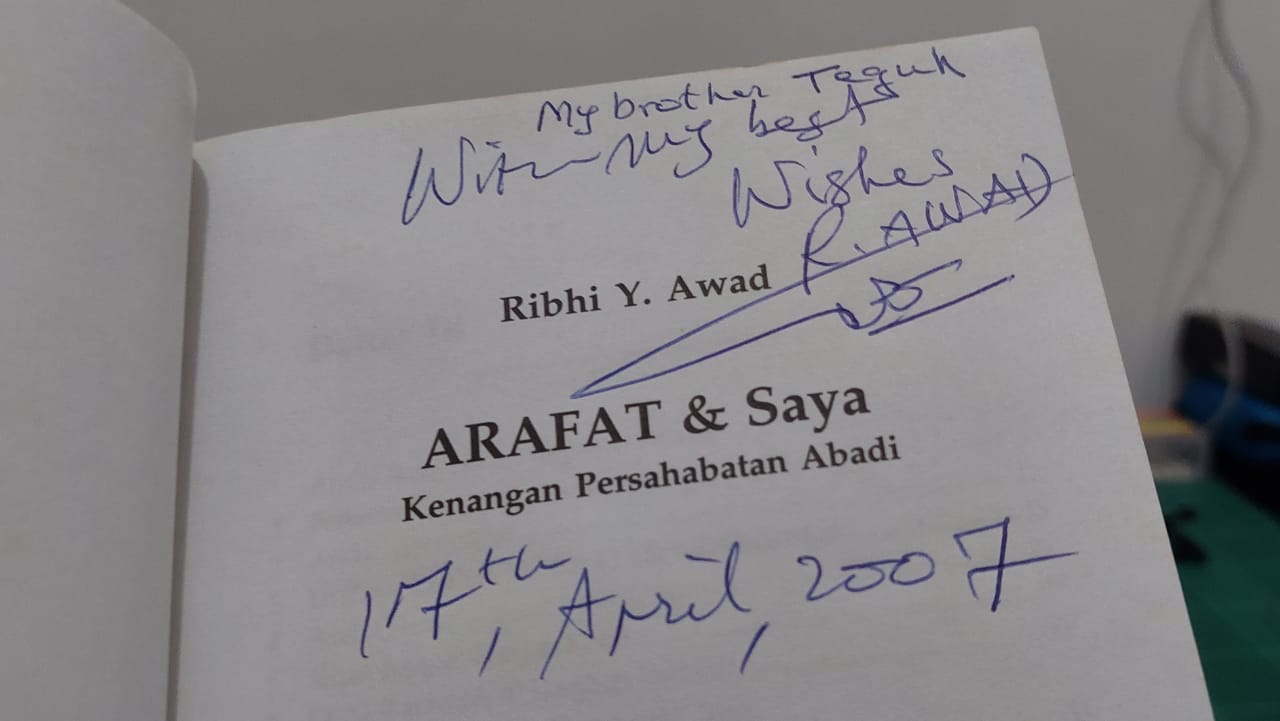 My brother Teguh
With my best
Wishes
R. AWAD
Ribhi Y. Awad
ARAFAT & Saya
Kenangan Persahabatan Abadi
17th, April, 2007